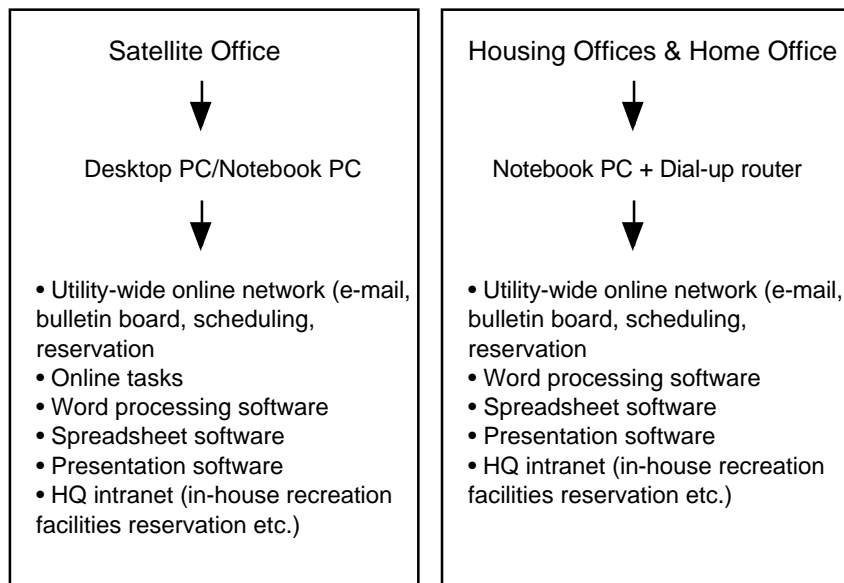 Satellite Office
Desktop PC/Notebook PC
• Utility-wide online network (e-mail,
bulletin board, scheduling,
reservation
• Online tasks
• Word processing software
• Spreadsheet software
• Presentation software
• HQ intranet (in-house recreation
facilities reservation etc.)
Housing Offices & Home Office
Notebook PC + Dial-up router
• Utility-wide online network (e-mail,
bulletin board, scheduling,
reservation
• Word processing software
• Spreadsheet software
• Presentation software
• HQ intranet (in-house recreation
facilities reservation etc.)